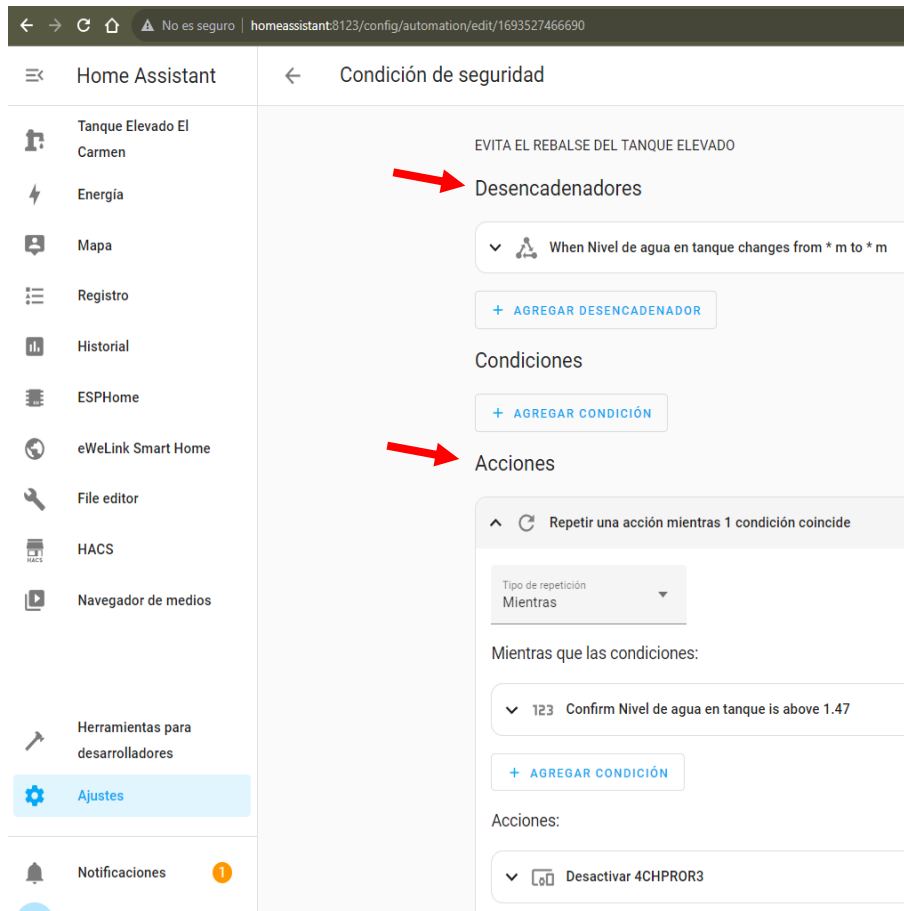 No es seguro | homeassistant:8123/config/automation/edit/1693527466690
Home Assistant
Condición de seguridad
Tanque Elevado El
Carmen
Energía
Mapa
Registro
Historial
ESPHome
eWeLink Smart Home
File editor
HACS
HACS
Navegador de medios
Herramientas para
desarrolladores
Ajustes
Notificaciones
1
EVITA EL REBALSE DEL TANQUE ELEVADO
Desencadenadores
When Nivel de agua en tanque changes from * m to * m
+ AGREGAR DESENCADENADOR
Condiciones
+ AGREGAR CONDICIÓN
Acciones
Repetir una acción mientras 1 condición coincide
Tipo de repetición
Mientras
Mientras que las condiciones:
123 Confirm Nivel de agua en tanque is above 1.47
+ AGREGAR CONDICIÓN
Acciones:
Desactivar 4CHPROR3